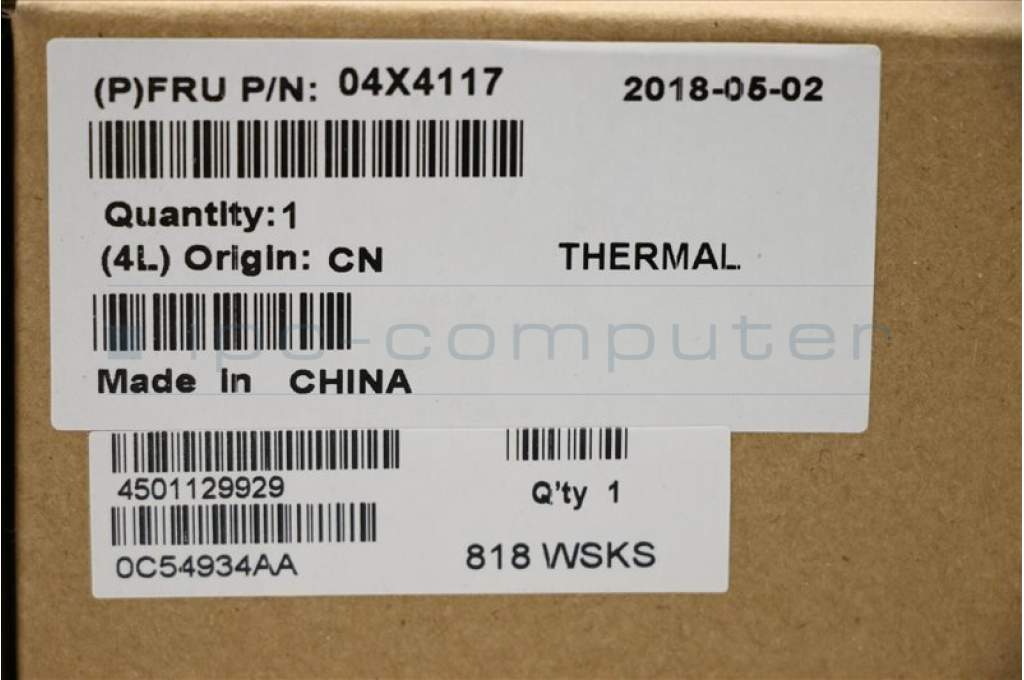 (P)FRU P/N: 04X4117 2018-05-02
Quantity:1
(4L) Origin: CN THERMAL
ipc-computer
Made in CHINA
4501129929 Q'ty 1
0C54934AA 818 WSKS